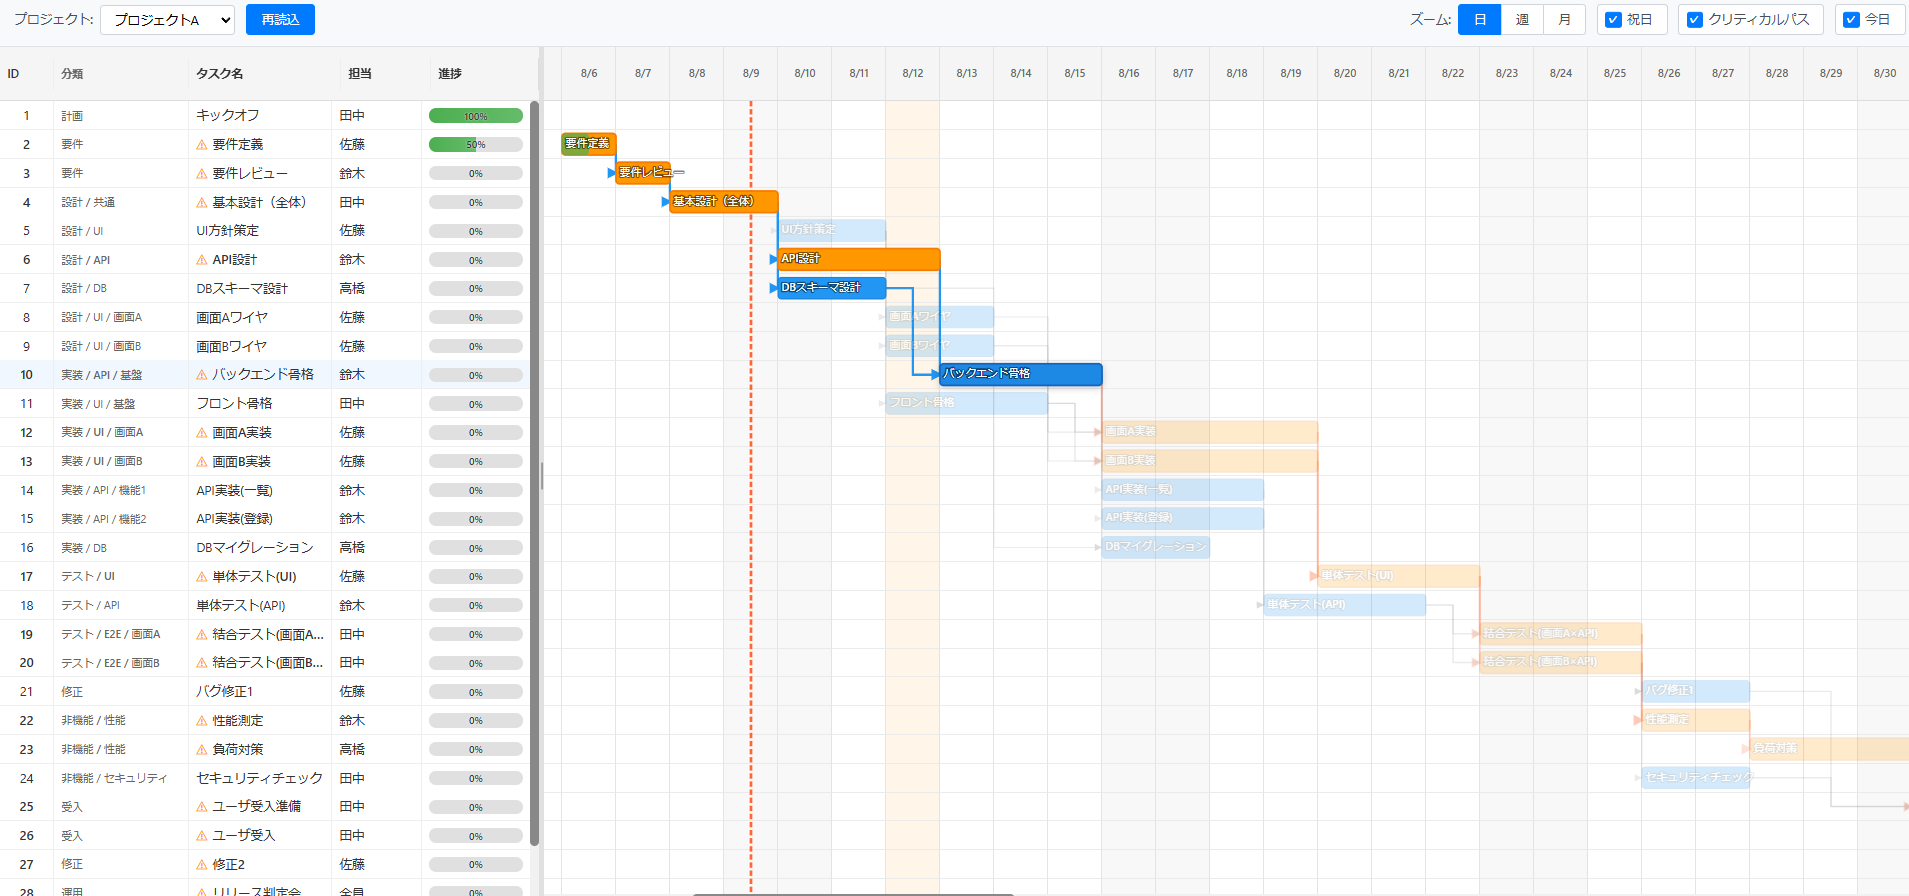 プロジェクト: プロジェクトA 再読込 ズーム: 日 週 月 祝日 クリティカルパス 今日
ID 分類 タスク名 担当 進捗 8/6 8/7 8/8 8/9 8/10 8/11 8/12 8/13 8/14 8/15 8/16 8/17 8/18 8/19 8/20 8/21 8/22 8/23 8/24 8/25 8/26 8/27 8/28 8/29 8/30
1 計画 キックオフ 田中 100%
2 要件 要件定義 佐藤 50% 要件定義
3 要件 要件レビュー 鈴木 0% 要件レビュー
4 設計 / 共通 基本設計（全体） 田中 0% 基本設計（全体）
5 設計 / UI UI方針策定 佐藤 0% UI方針策定
6 設計 / API API設計 鈴木 0% API設計
7 設計 / DB DBスキーマ設計 高橋 0% DBスキーマ設計
8 設計 / UI / 画面A 画面Aワイヤ 佐藤 0% 画面Aワイヤ
9 設計 / UI / 画面B 画面Bワイヤ 佐藤 0% 画面Bワイヤ
10 実装 / API / 基盤 バックエンド骨格 鈴木 0% バックエンド骨格
11 実装 / UI / 基盤 フロント骨格 田中 0% フロント骨格
12 実装 / UI / 画面A 画面A実装 佐藤 0% 画面A実装
13 実装 / UI / 画面B 画面B実装 佐藤 0% 画面B実装
14 実装 / API / 機能1 API実装(一覧) 鈴木 0% API実装(一覧)
15 実装 / API / 機能2 API実装(登録) 鈴木 0% API実装(登録)
16 実装 / DB DBマイグレーション 高橋 0% DBマイグレーション
17 テスト / UI 単体テスト(UI) 佐藤 0% 単体テスト(UI)
18 テスト / API 単体テスト(API) 鈴木 0% 単体テスト(API)
19 テスト / E2E / 画面A 結合テスト(画面A... 田中 0% 結合テスト(画面A×API)
20 テスト / E2E / 画面B 結合テスト(画面B... 田中 0% 結合テスト(画面B×API)
21 修正 バグ修正1 佐藤 0% バグ修正1
22 非機能 / 性能 性能測定 鈴木 0% 性能測定
23 非機能 / 性能 負荷対策 高橋 0% 負荷対策
24 非機能 / セキュリティ セキュリティチェック 田中 0% セキュリティチェック
25 受入 ユーザ受入準備 田中 0%
26 受入 ユーザ受入 田中 0%
27 修正 修正2 佐藤 0%
28 運用 リリース判定会 全員 0%